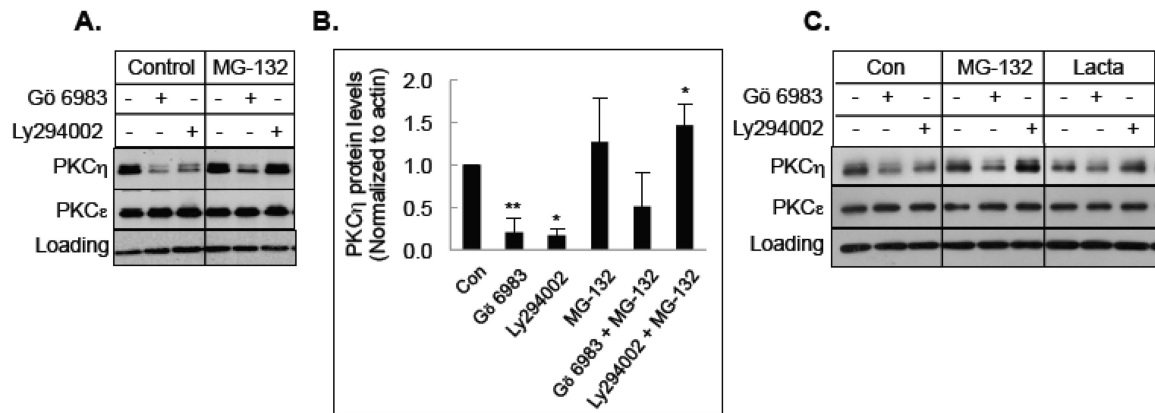 A.
Control MG-132
Gö 6983 - + - - + -
Ly294002 - - + - - +
PKCη
PKCε
Loading
B.
PKCη protein levels
(Normalized to actin)
2.0
1.5
1.0
0.5
0.0
** * *
Con
Gö 6983
Ly294002
MG-132
Gö 6983 + MG-132
Ly294002 + MG-132
C.
Con MG-132 Lacta
Gö 6983 - + - - + - - + -
Ly294002 - - + - - + - - +
PKCη
PKCε
Loading